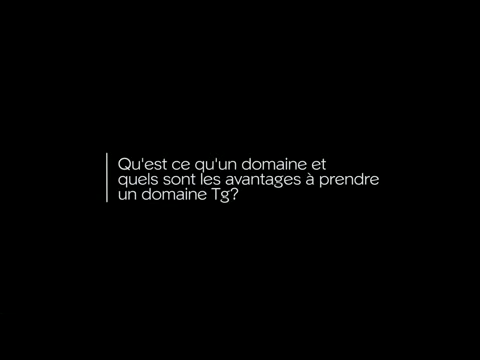 Qu'est ce qu'un domaine et
quels sont les avantages à prendre
un domaine Tg?